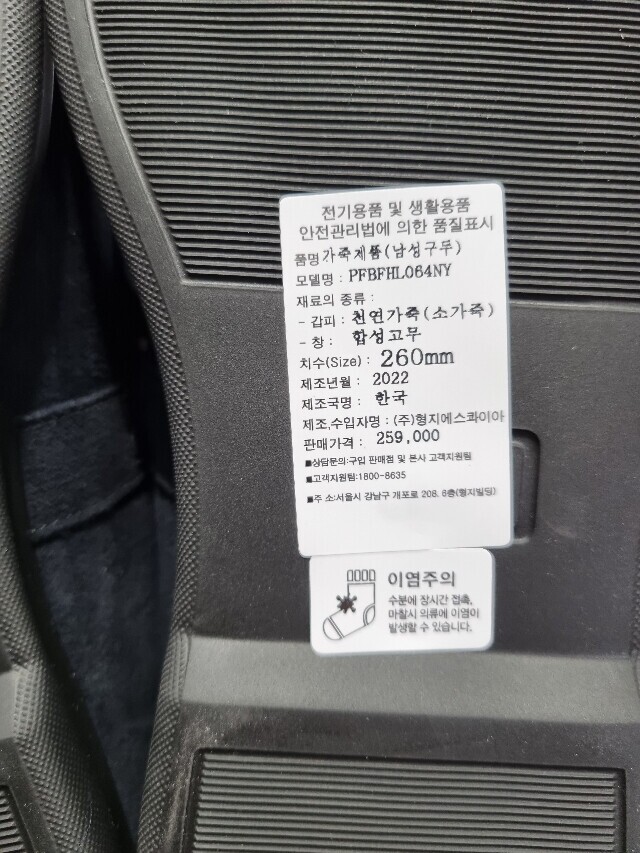 전기용품 및 생활용품
안전관리법에 의한 품질표시
품명 가죽제품(남성구두)
모델명 : PFBFHL064NY
재료의 종류 :
- 갑피 : 천연가죽(소가죽)
- 창 : 합성고무
치수(Size) : 260mm
제조년월 : 2022
제조국명 : 한국
제조,수입자명 : (주)형지에스콰이아
판매가격 : 259,000
■상담문의:구입 판매점 및 본사 고객지원팀
■고객지원팀:1800-8635
■주 소:서울시 강남구 개포로 208. 6층(형지빌딩)
이염주의
수분에 장시간 접촉,
마찰시 의류에 이염이
발생할 수 있습니다.